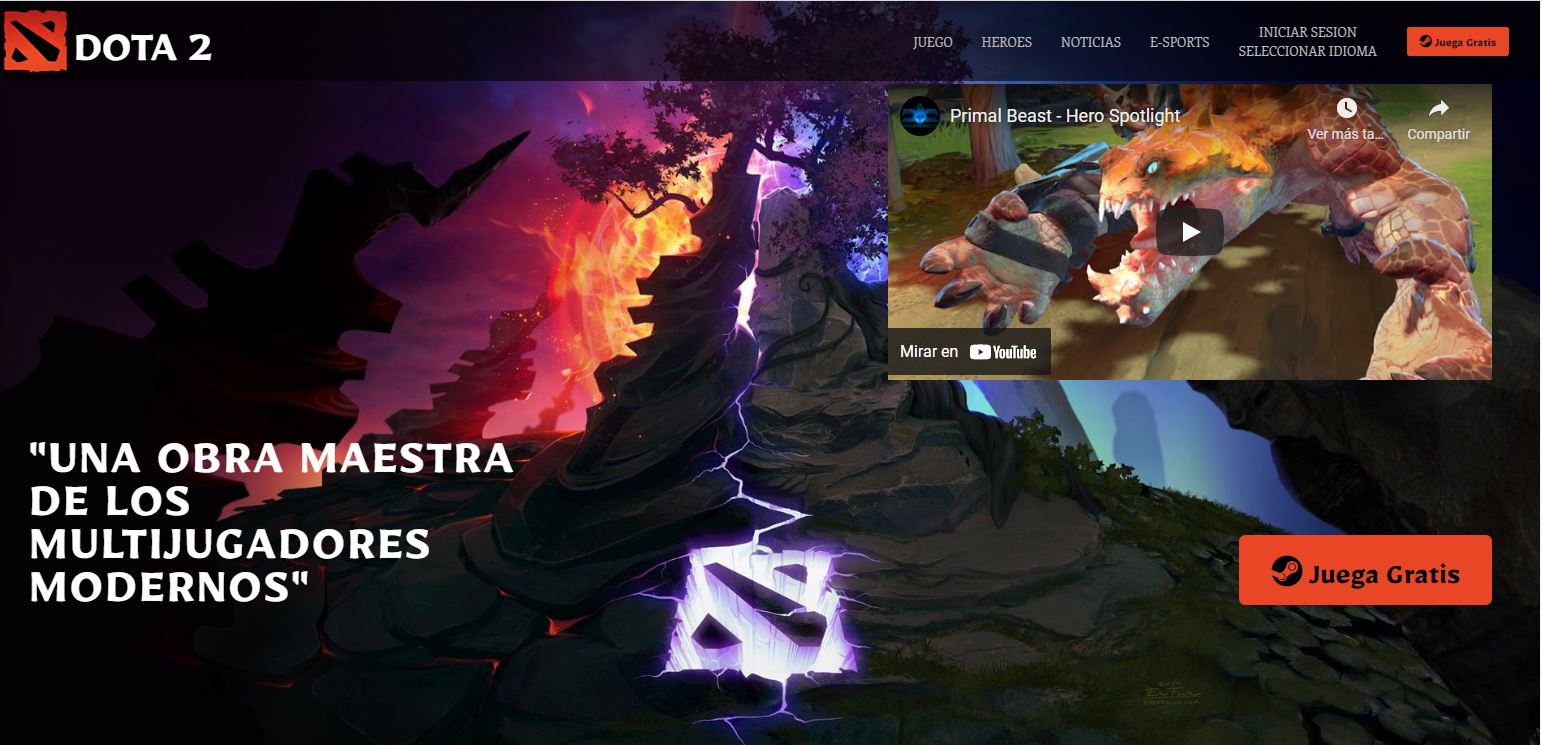 DOTA 2
JUEGO
HEROES
NOTICIAS
E-SPORTS
INICIAR SESION
SELECCIONAR IDIOMA
Juega Gratis
Primal Beast - Hero Spotlight
Ver más ta...
Compartir
Mirar en YouTube
"UNA OBRA MAESTRA
DE LOS
MULTIJUGADORES
MODERNOS"
Juega Gratis